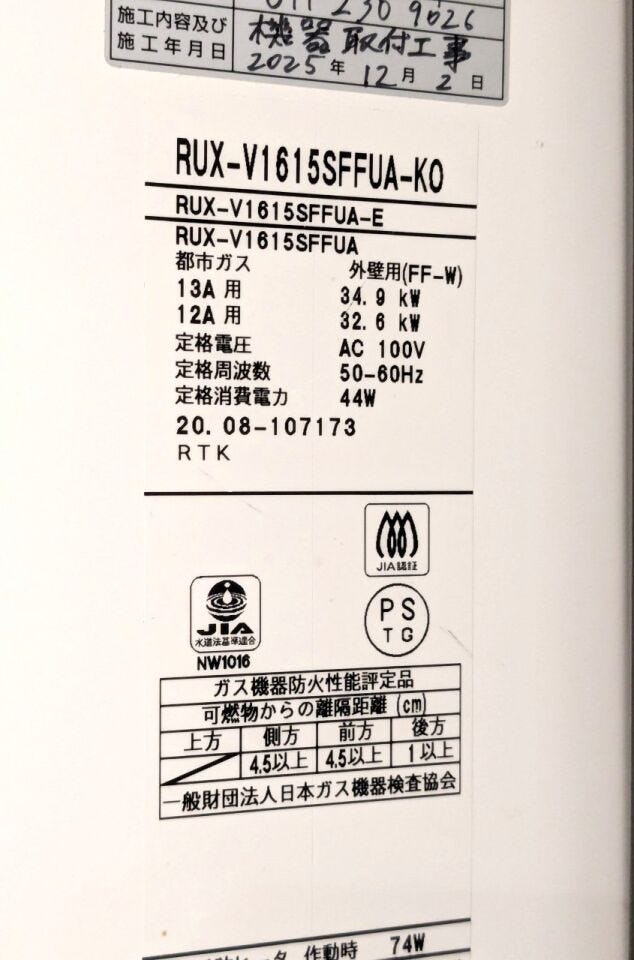 施工内容及び 機器取付工事
施工年月日 2025年 12月 2日
RUX-V1615SFFUA-KO
RUX-V1615SFFUA-E
RUX-V1615SFFUA
都市ガス 外壁用(FF-W)
13A 用 34.9 kW
12A 用 32.6 kW
定格電圧 AC 100V
定格周波数 50-60Hz
定格消費電力 44W
20. 08-107173
RTK
JIA認証
JIA
水道法基準適合
NW1016
PS
TG
ガス機器防火性能評定品
可燃物からの離隔距離 (cm)
上方 側方 前方 後方
4.5以上 4.5以上 1以上
一般財団法人日本ガス機器検査協会
作動時 74W